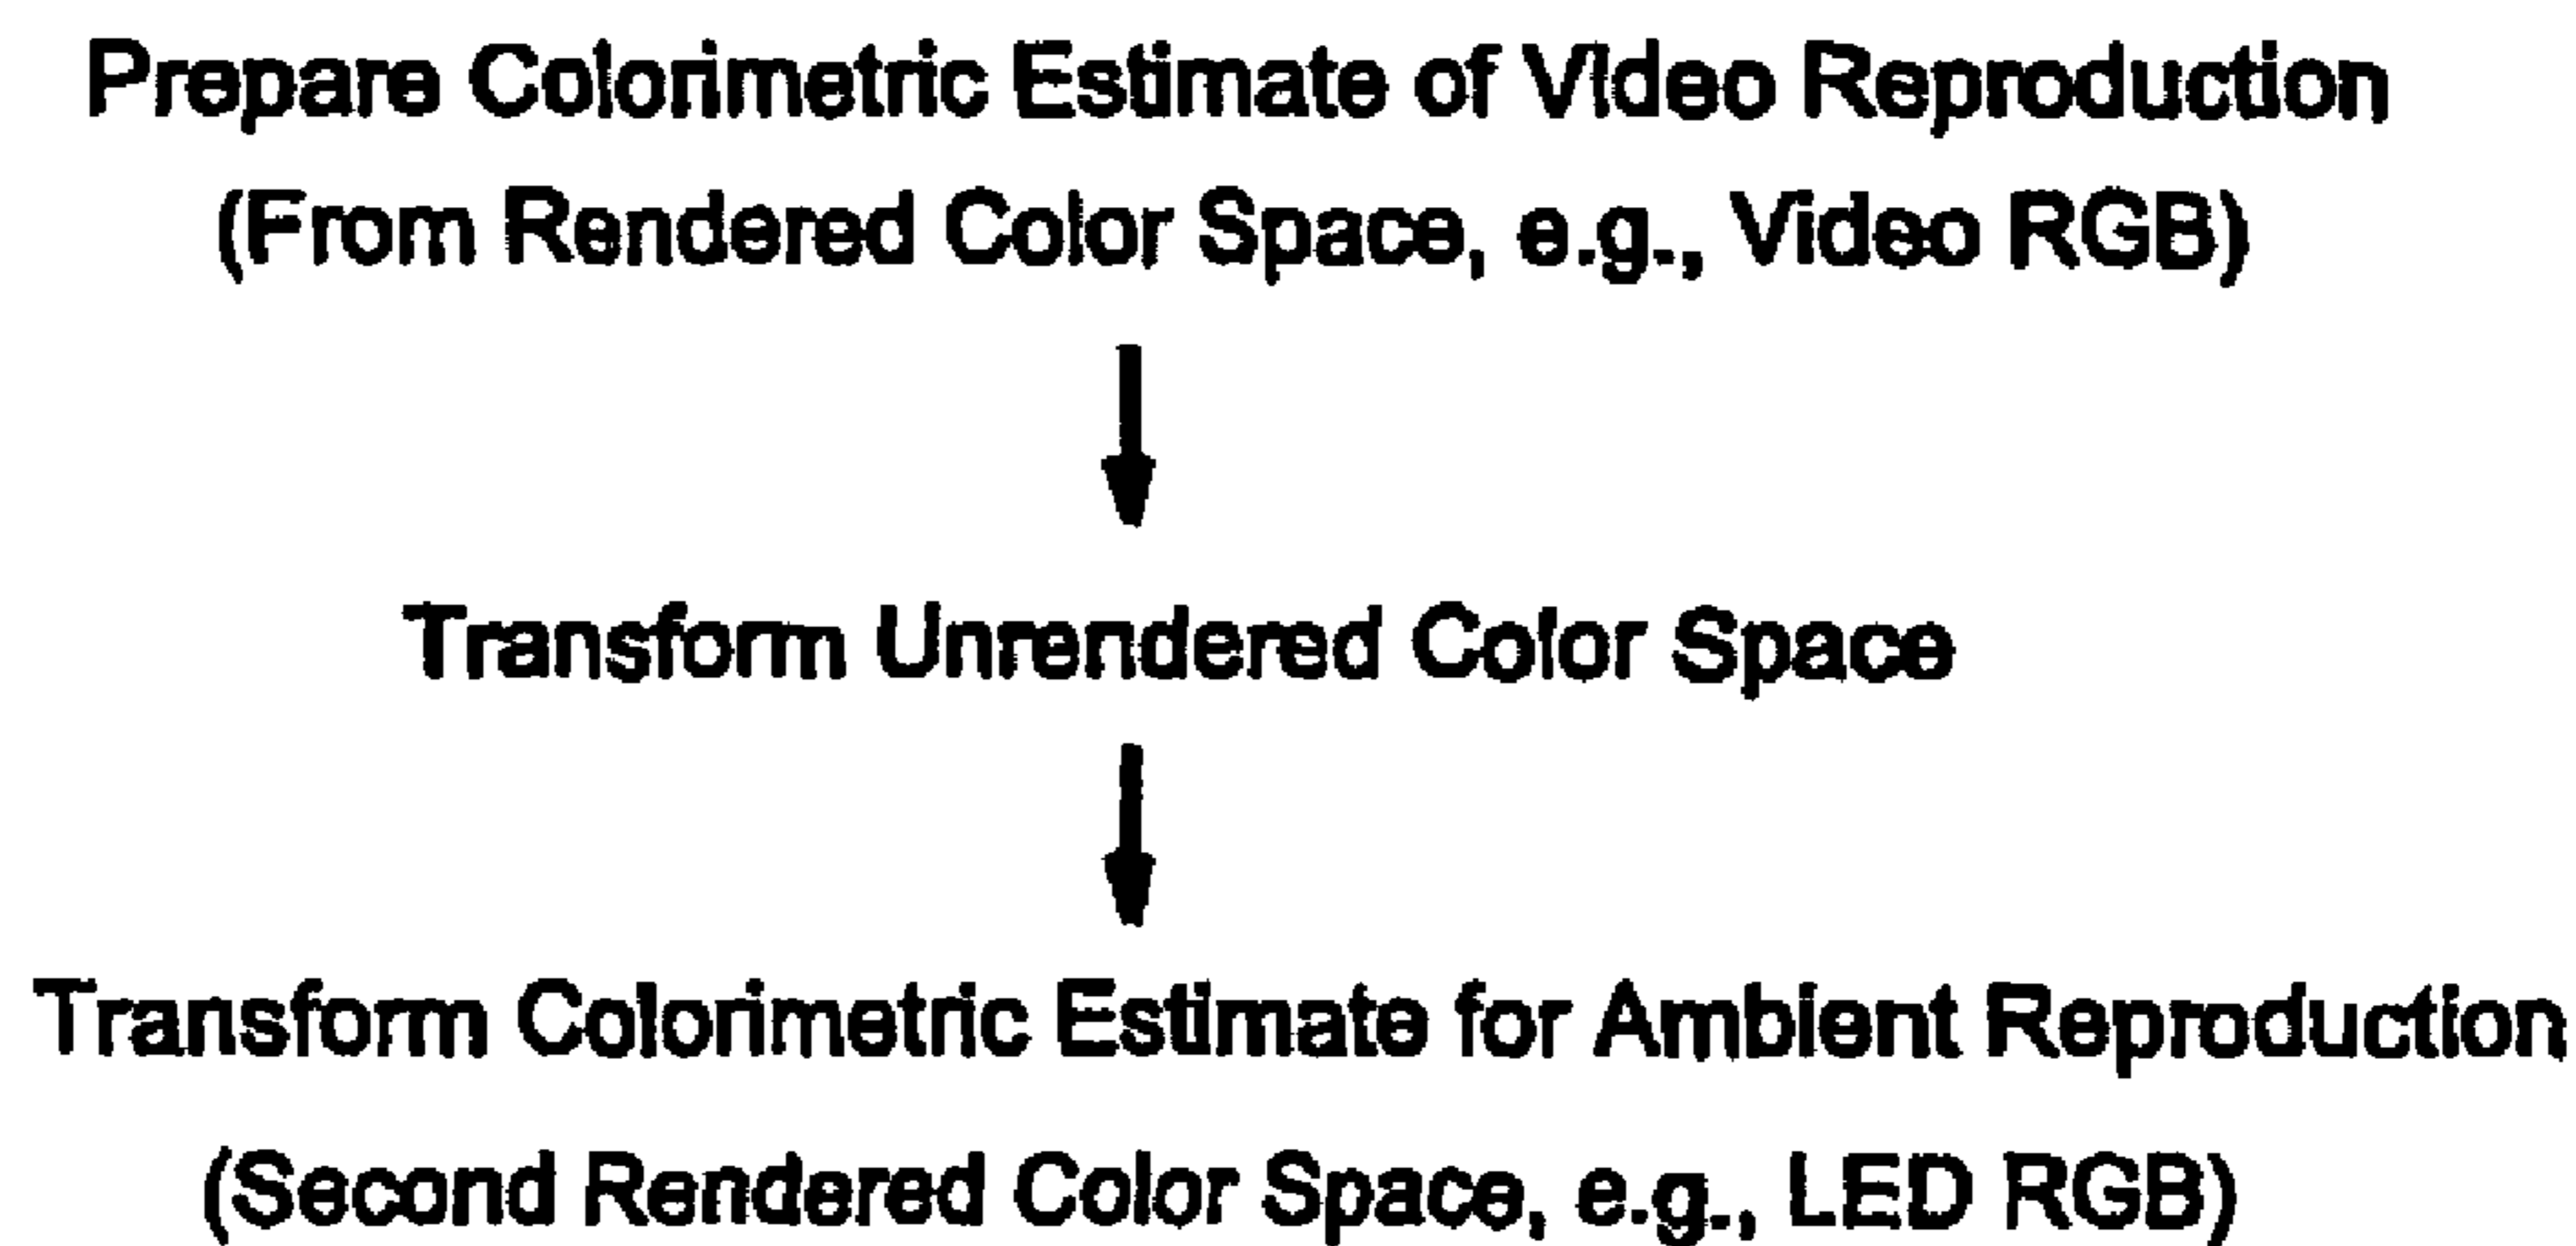 Prepare Colorimetric Estimate of Video Reproduction
(From Rendered Color Space, e.g., Video RGB)
Transform Unrendered Color Space
Transform Colorimetric Estimate for Ambient Reproduction
(Second Rendered Color Space, e.g., LED RGB)